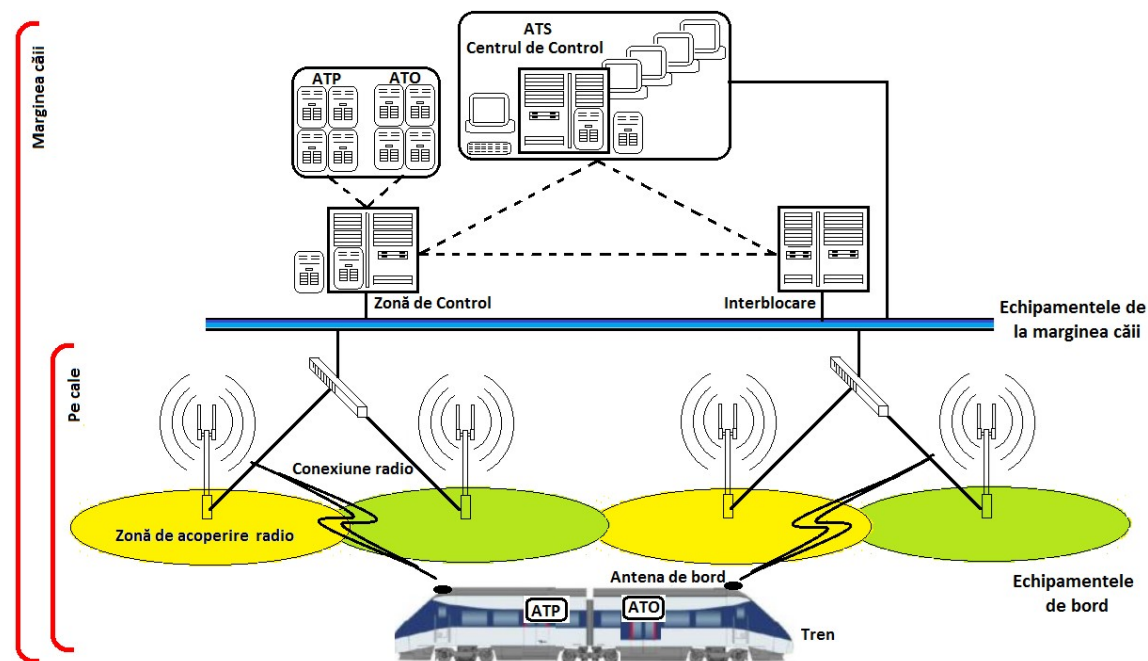 Marginea căii
ATS
Centrul de Control
ATP
ATO
Zonă de Control
Interblocare
Echipamentele de
la marginea căii
Pe cale
Conexiune radio
Zonă de acoperire radio
Antena de bord
Echipamentele
de bord
ATP
ATO
Tren